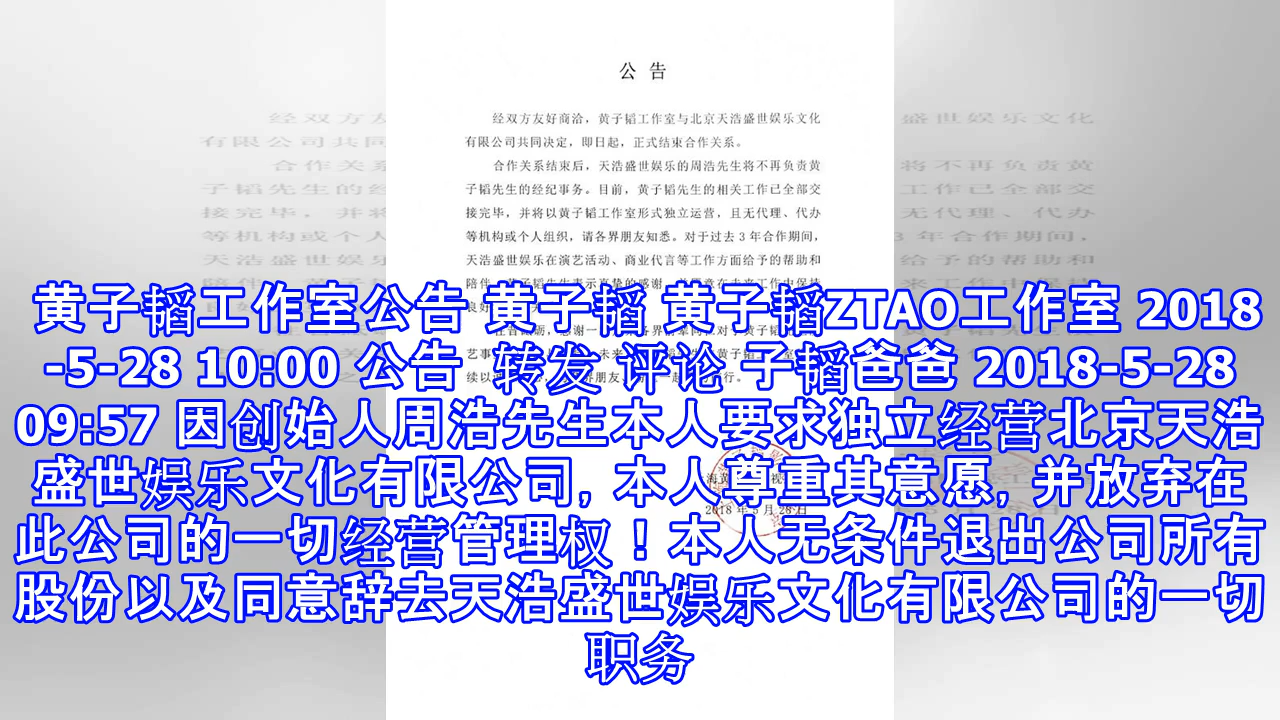 公 告
经双方友好商洽，黄子韬工作室与北京天浩盛世娱乐文化
有限公司共同决定，即日起，正式结束合作关系。
合作关系结束后，天浩盛世娱乐的周浩先生将不再负责黄
子韬先生的经纪事务。目前，黄子韬先生的相关工作已全部交
接完毕，并将以黄子韬工作室形式独立运营，且无代理、代办
等机构或个人组织，请各界朋友知悉。对于过去 3 年合作期间，
天浩盛世娱乐在演艺活动、商业代言等工作方面给予的帮助和
黄子韬工作室公告 黄子韬 黄子韬ZTAO工作室 2018
-5-28 10:00 公告 转发 评论 子韬爸爸 2018-5-28
09:57 因创始人周浩先生本人要求独立经营北京天浩
盛世娱乐文化有限公司, 本人尊重其意愿, 并放弃在
此公司的一切经营管理权！本人无条件退出公司所有
股份以及同意辞去天浩盛世娱乐文化有限公司的一切
职务
2018 年 5 月 28 日